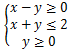 x − y ≥ 0
x + y ≤ 2
y ≥ 0